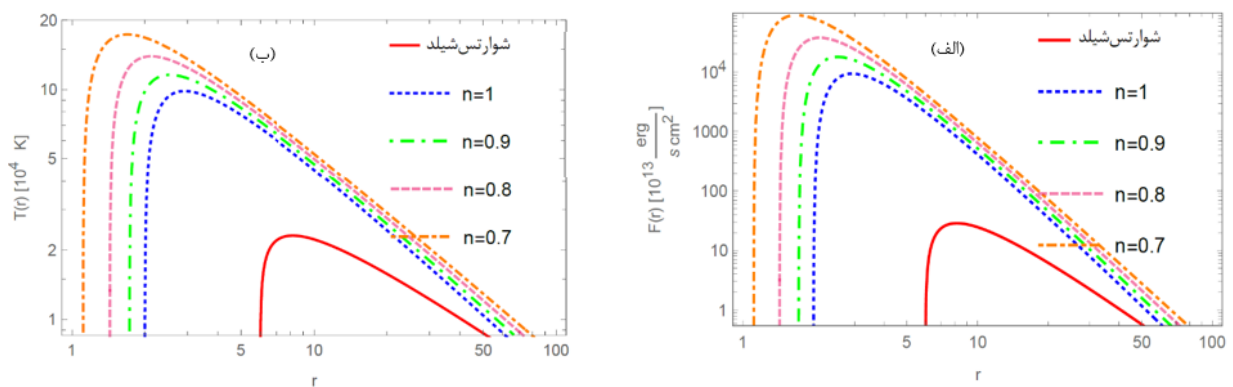 (ب)
شوارتس‌شیلد
n=1
n=0.9
n=0.8
n=0.7
T(r) [10⁴ K]
20
10
5
2
1
1 5 10 50 100
r
(الف)
شوارتس‌شیلد
n=1
n=0.9
n=0.8
n=0.7
F(r) [10¹³ erg / s cm²]
10⁴
1000
100
10
1
1 5 10 50 100
r